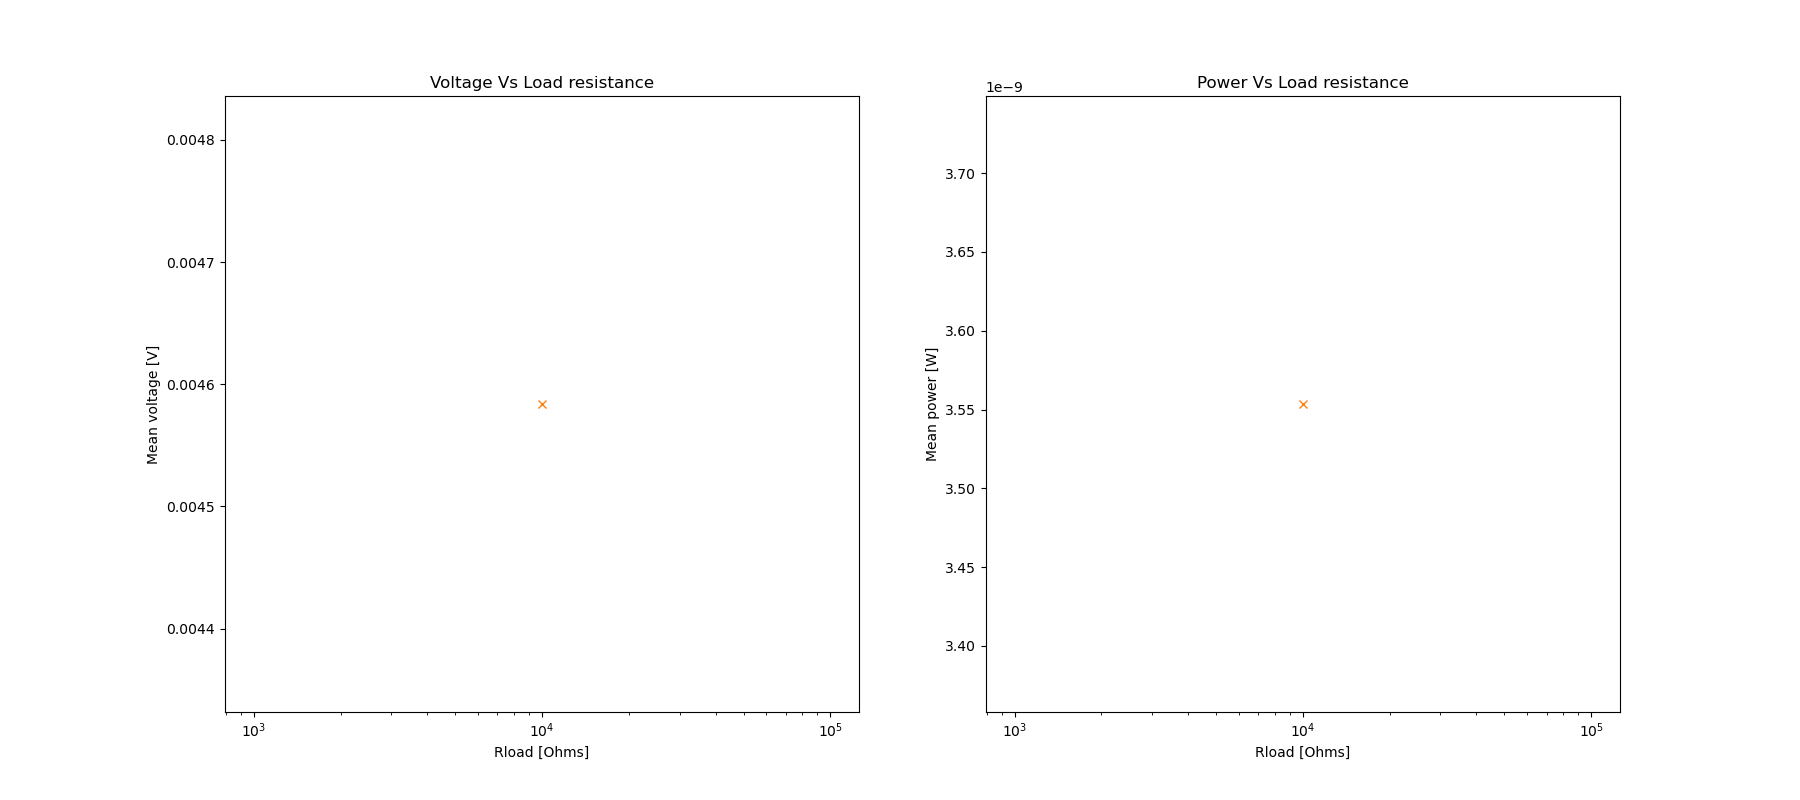 Voltage Vs Load resistance
0.0048
0.0047
0.0046
0.0045
0.0044
Mean voltage [V]
10³
10⁴
10⁵
Rload [Ohms]
Power Vs Load resistance
1e−9
3.70
3.65
3.60
3.55
3.50
3.45
3.40
Mean power [W]
10³
10⁴
10⁵
Rload [Ohms]